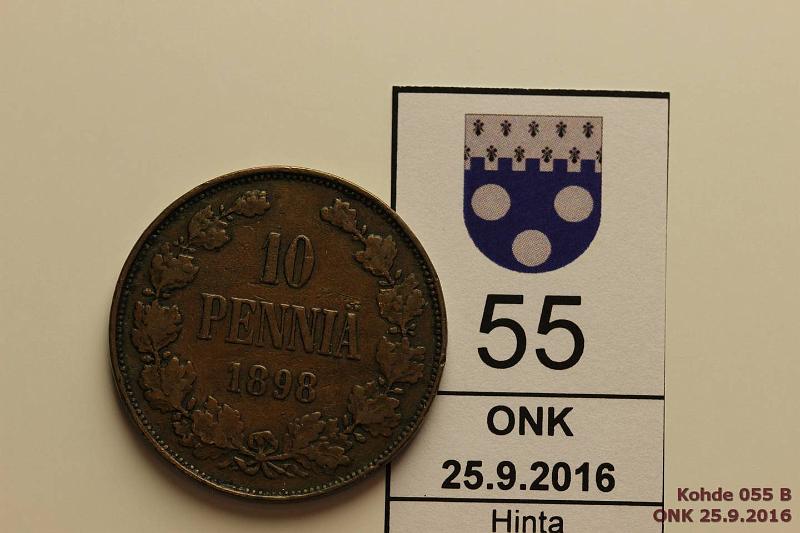 10
PENNIÄ
1898
55
ONK
25.9.2016
Hinta
Kohde 055 B
ONK 25.9.2016